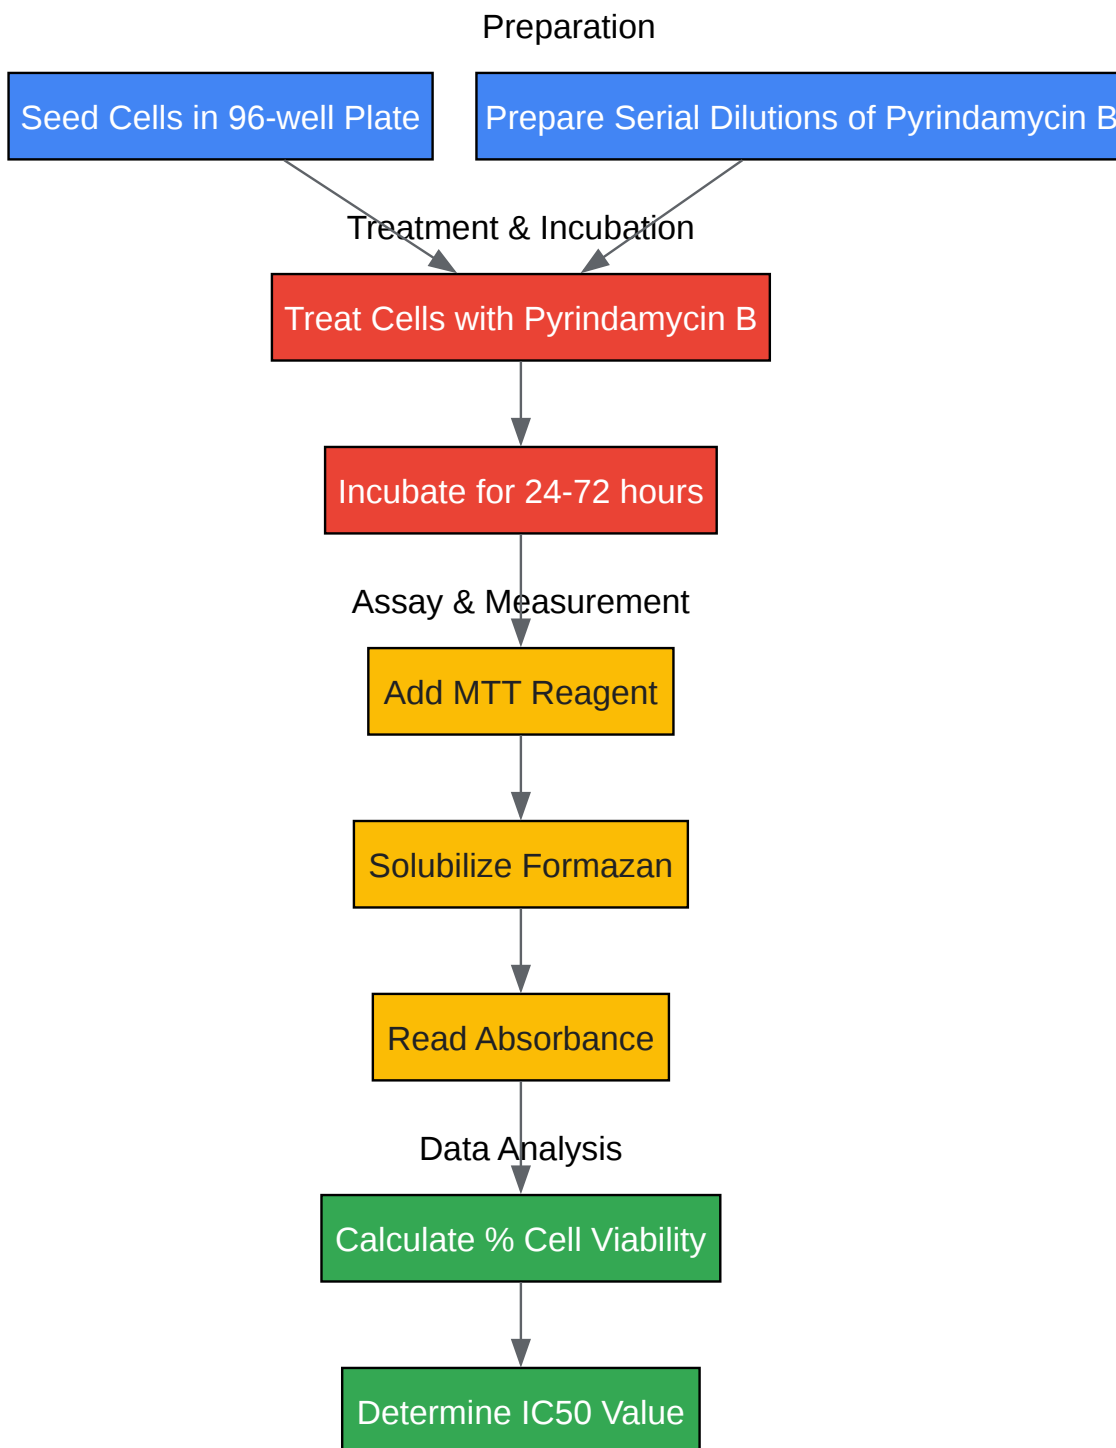 Preparation
Seed Cells in 96-well Plate
Prepare Serial Dilutions of Pyrindamycin B
Treatment & Incubation
Treat Cells with Pyrindamycin B
Incubate for 24-72 hours
Assay & Measurement
Add MTT Reagent
Solubilize Formazan
Read Absorbance
Data Analysis
Calculate % Cell Viability
Determine IC50 Value